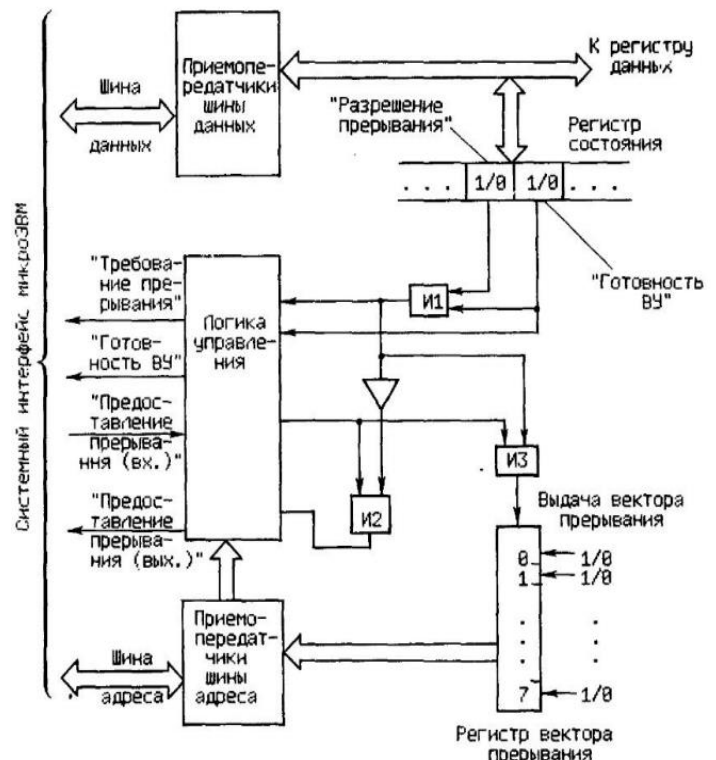 Приемопе-
редатчики
шины
данных
К регистру
данных
Шина
данных
"Разрешение
прерывания"
Регистр
состояния
. . . 1/0 1/0 . . .
"Готовность
ВУ"
Системный интерфейс микроЭВМ
"Требова-
ние пре-
рывания"
"Готов-
ность ВУ"
"Предос-
тавление
прерыва-
ния (вх.)"
"Предос-
тавление
прерыва-
ния (вых.)"
Логика
управле-
ния
И1
И2
И3
Выдача вектора
прерывания
0 1/0
1 1/0
. .
. .
. .
7 1/0
Регистр вектора
прерывания
Приемо-
передат-
чики
шины
адреса
Шина
адреса